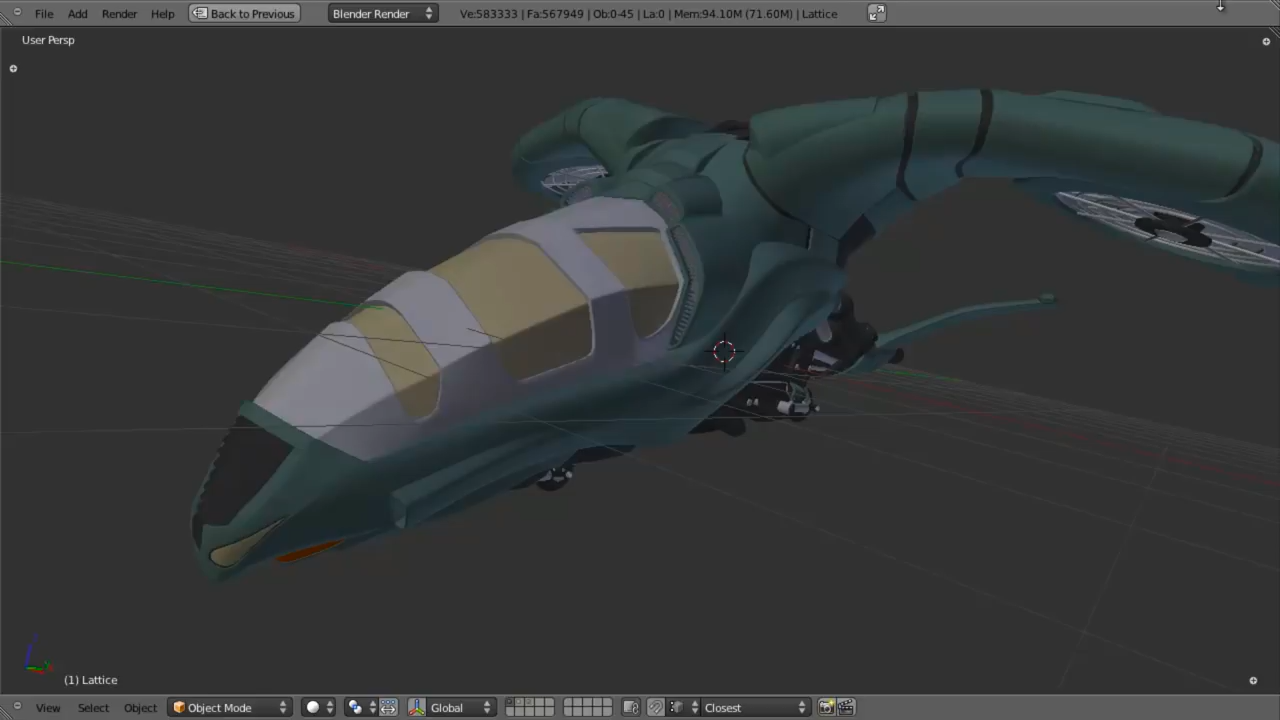 File Add Render Help Back to Previous Blender Render Ve:583333 | Fa:567949 | Ob:0-45 | La:0 | Mem:94.10M (71.60M) | Lattice
User Persp
(1) Lattice
View Select Object Object Mode Global Closest